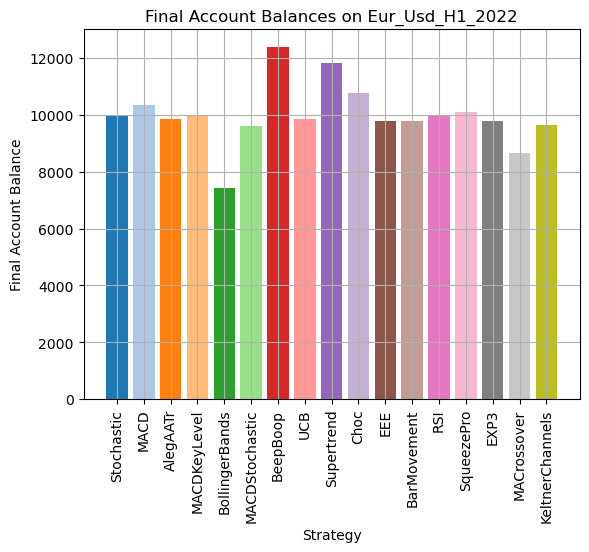 Final Account Balances on Eur_Usd_H1_2022
Final Account Balance
12000
10000
8000
6000
4000
2000
0
Stochastic
MACD
AlegAATr
MACDKeyLevel
BollingerBands
MACDStochastic
BeepBoop
UCB
Supertrend
Choc
EEE
BarMovement
RSI
SqueezePro
EXP3
MACrossover
KeltnerChannels
Strategy